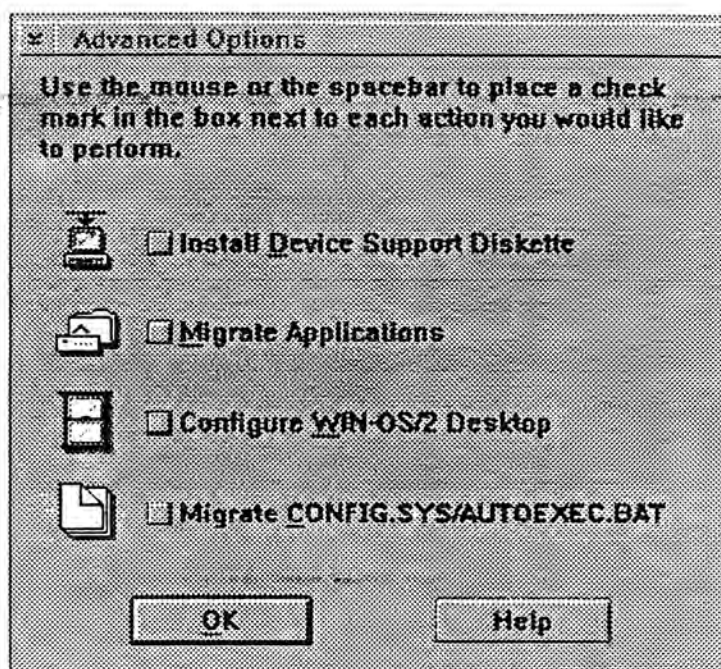 Advanced Options
Use the mouse or the spacebar to place a check
mark in the box next to each action you would like
to perform.
Install Device Support Diskette
Migrate Applications
Configure WIN-OS/2 Desktop
Migrate CONFIG.SYS/AUTOEXEC.BAT
OK
Help